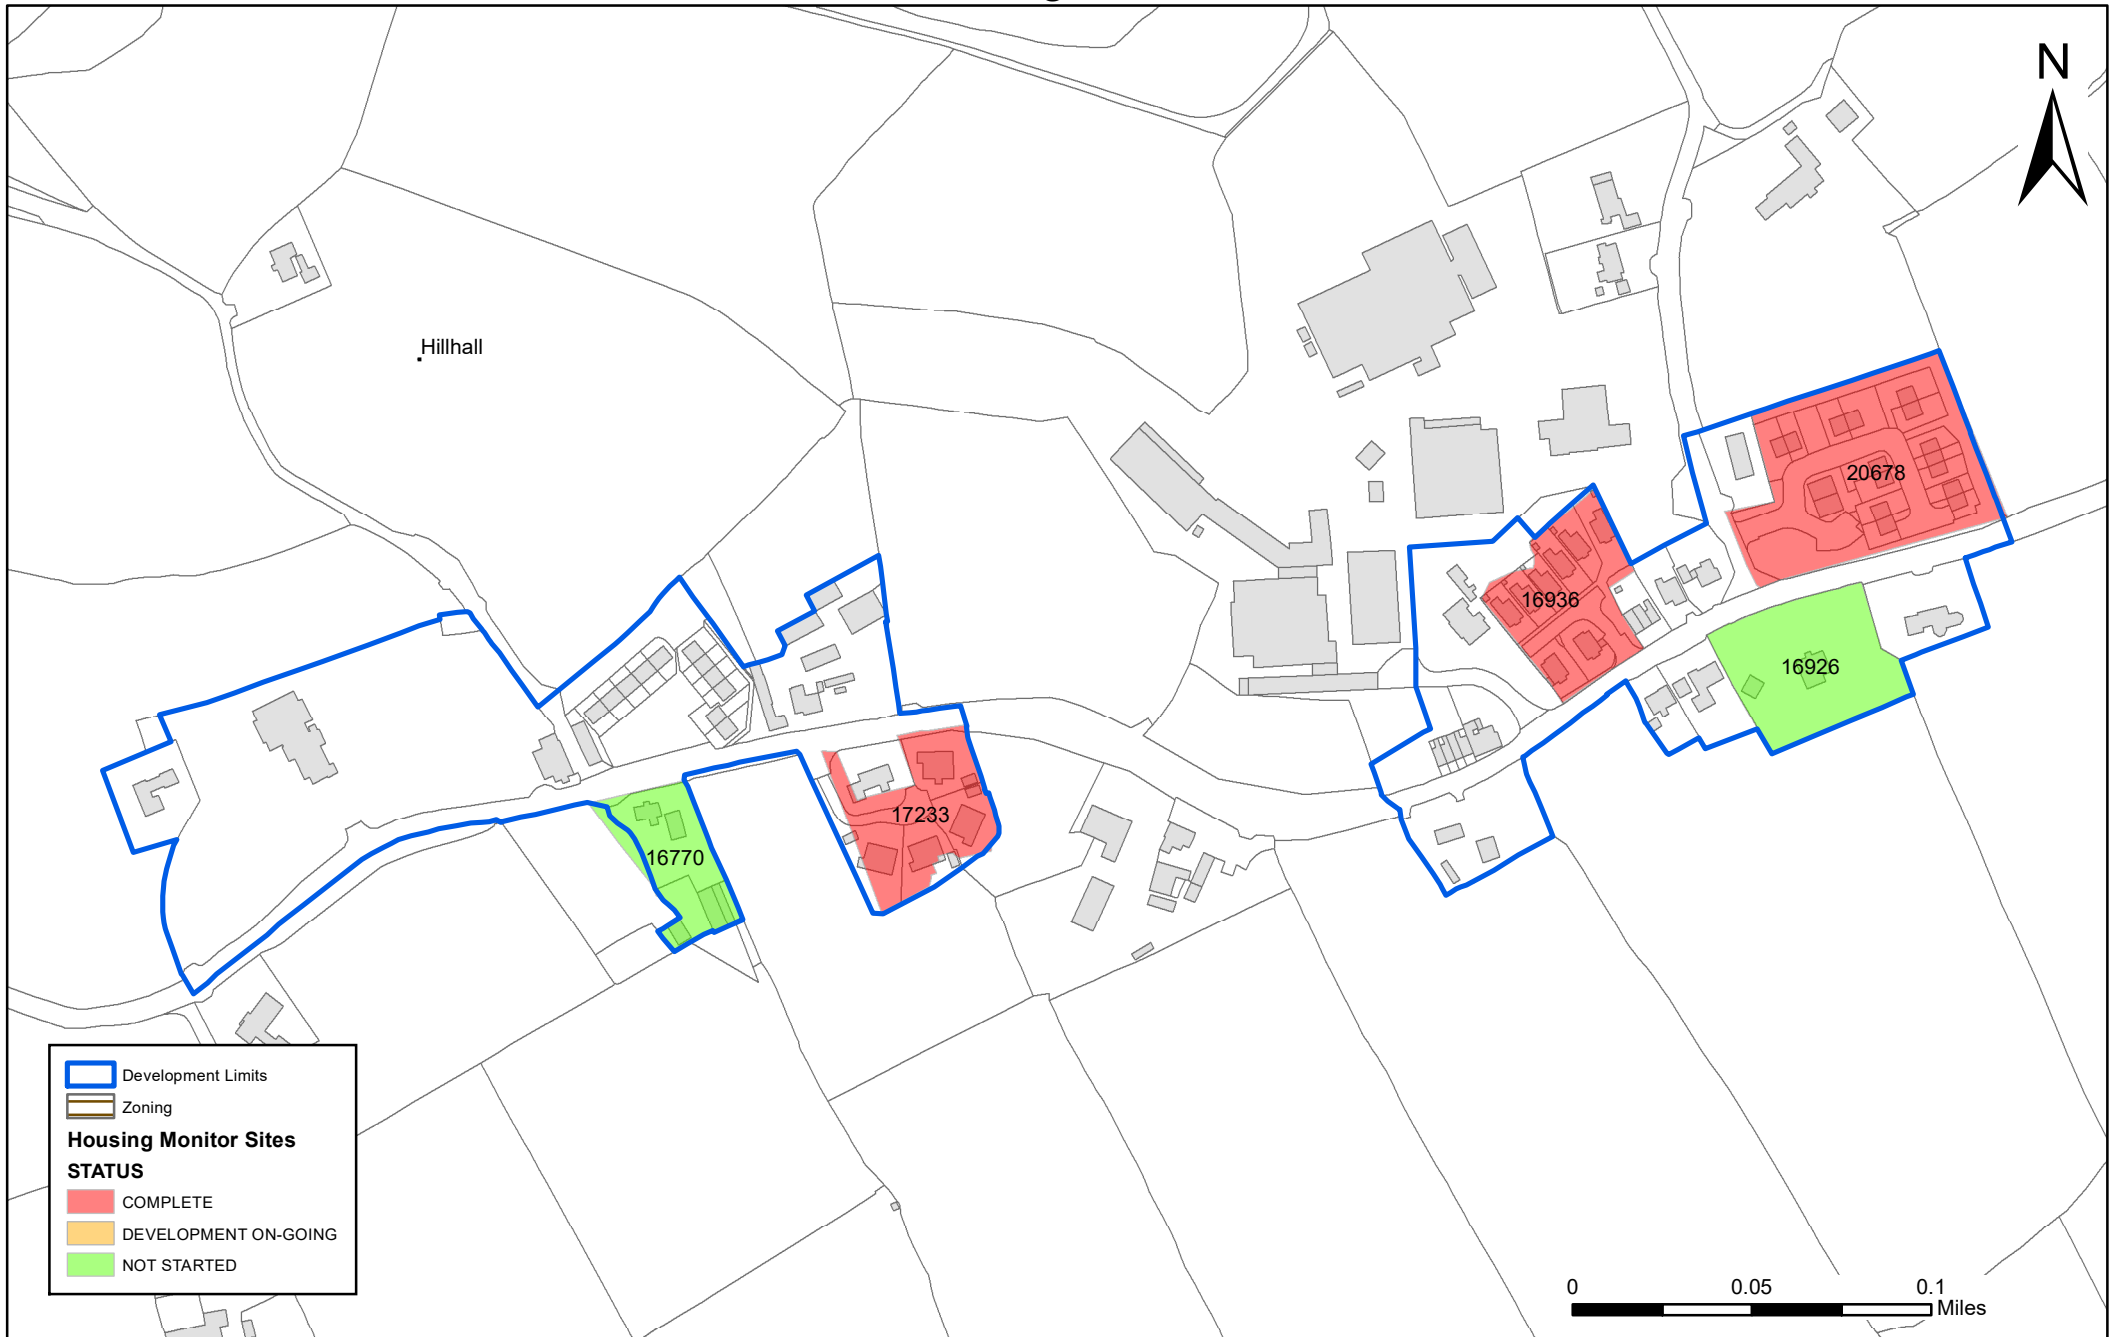 N
Hillhall
20678
16936
16926
17233
16770
Development Limits
Zoning
Housing Monitor Sites
STATUS
COMPLETE
DEVELOPMENT ON-GOING
NOT STARTED
0 0.05 0.1
Miles